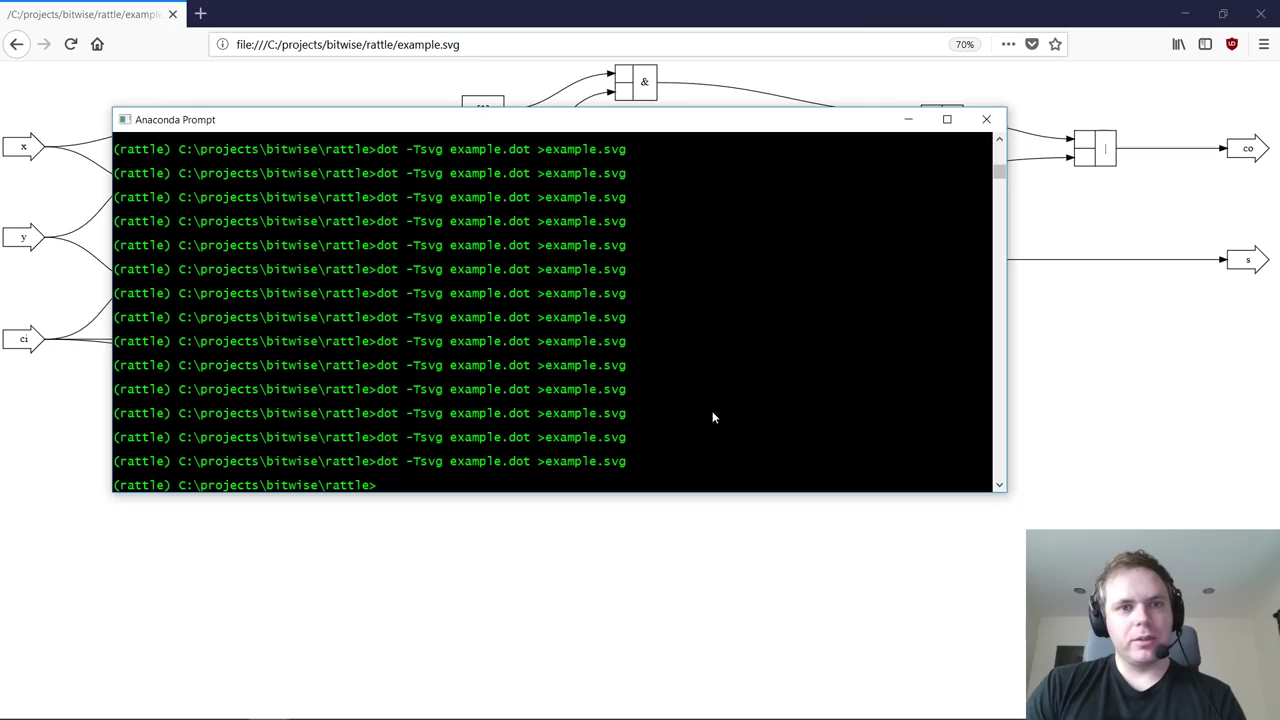 /C:/projects/bitwise/rattle/example
file:///C:/projects/bitwise/rattle/example.svg
70%
&
x
y
ci
|
co
s
Anaconda Prompt
(rattle) C:\projects\bitwise\rattle>dot -Tsvg example.dot >example.svg
(rattle) C:\projects\bitwise\rattle>dot -Tsvg example.dot >example.svg
(rattle) C:\projects\bitwise\rattle>dot -Tsvg example.dot >example.svg
(rattle) C:\projects\bitwise\rattle>dot -Tsvg example.dot >example.svg
(rattle) C:\projects\bitwise\rattle>dot -Tsvg example.dot >example.svg
(rattle) C:\projects\bitwise\rattle>dot -Tsvg example.dot >example.svg
(rattle) C:\projects\bitwise\rattle>dot -Tsvg example.dot >example.svg
(rattle) C:\projects\bitwise\rattle>dot -Tsvg example.dot >example.svg
(rattle) C:\projects\bitwise\rattle>dot -Tsvg example.dot >example.svg
(rattle) C:\projects\bitwise\rattle>dot -Tsvg example.dot >example.svg
(rattle) C:\projects\bitwise\rattle>dot -Tsvg example.dot >example.svg
(rattle) C:\projects\bitwise\rattle>dot -Tsvg example.dot >example.svg
(rattle) C:\projects\bitwise\rattle>dot -Tsvg example.dot >example.svg
(rattle) C:\projects\bitwise\rattle>dot -Tsvg example.dot >example.svg
(rattle) C:\projects\bitwise\rattle>